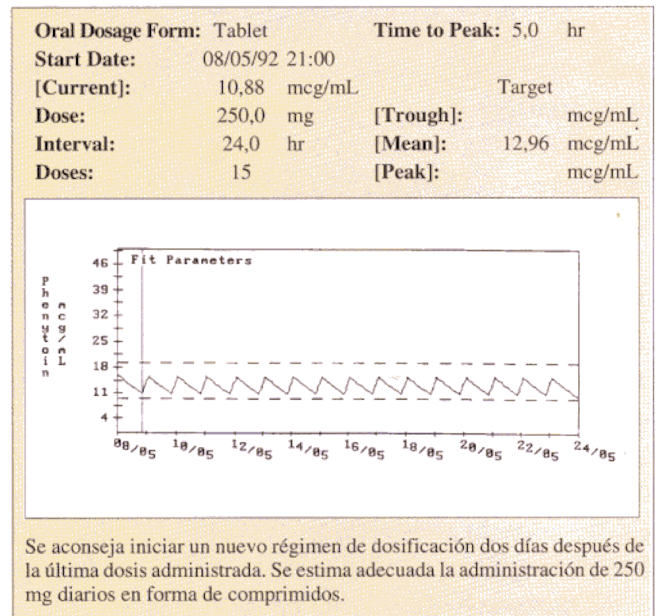 Oral Dosage Form: Tablet Time to Peak: 5,0 hr
Start Date: 08/05/92 21:00
[Current]: 10,88 mcg/mL Target
Dose: 250,0 mg [Trough]: mcg/mL
Interval: 24,0 hr [Mean]: 12,96 mcg/mL
Doses: 15 [Peak]: mcg/mL
Fit Parameters
Phenytoin
mcg/mL
46
39
32
25
18
11
4
08/05 10/05 12/05 14/05 16/05 18/05 20/05 22/05 24/05
Se aconseja iniciar un nuevo régimen de dosificación dos días después de
la última dosis administrada. Se estima adecuada la administración de 250
mg diarios en forma de comprimidos.